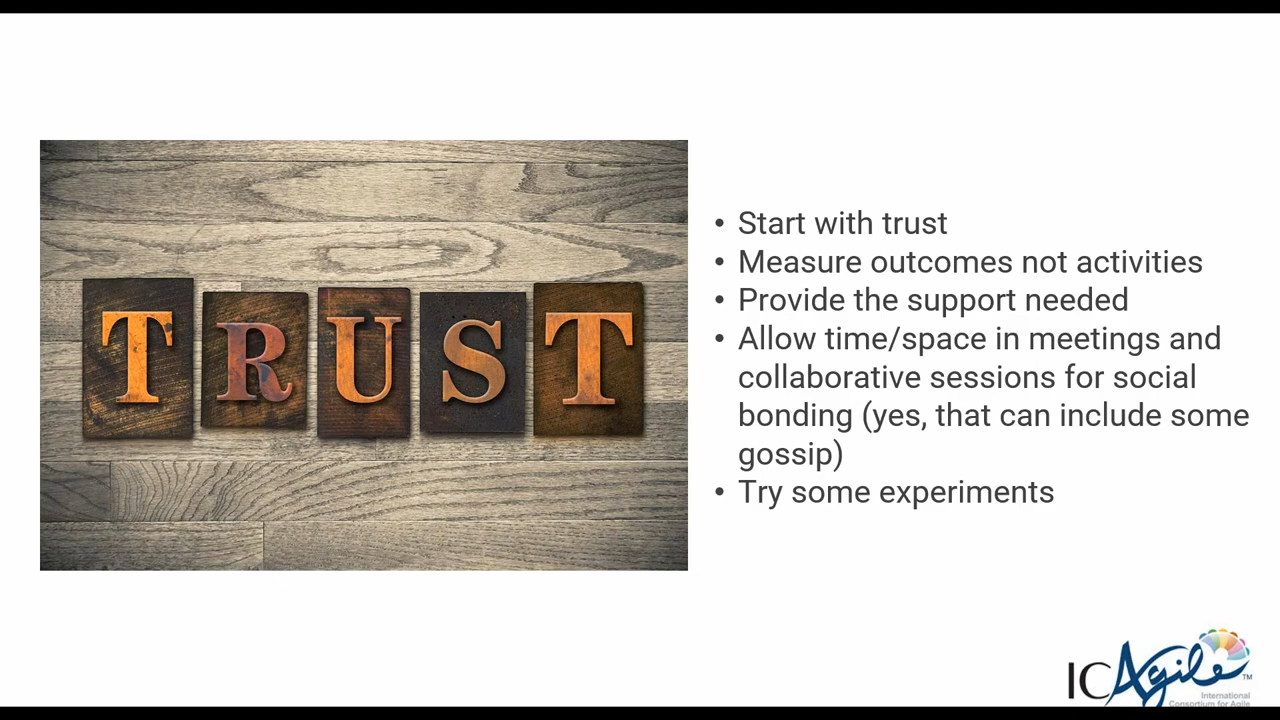 TRUST
• Start with trust
• Measure outcomes not activities
• Provide the support needed
• Allow time/space in meetings and
collaborative sessions for social
bonding (yes, that can include some
gossip)
• Try some experiments
ICAgile™
International
Consortium for Agile